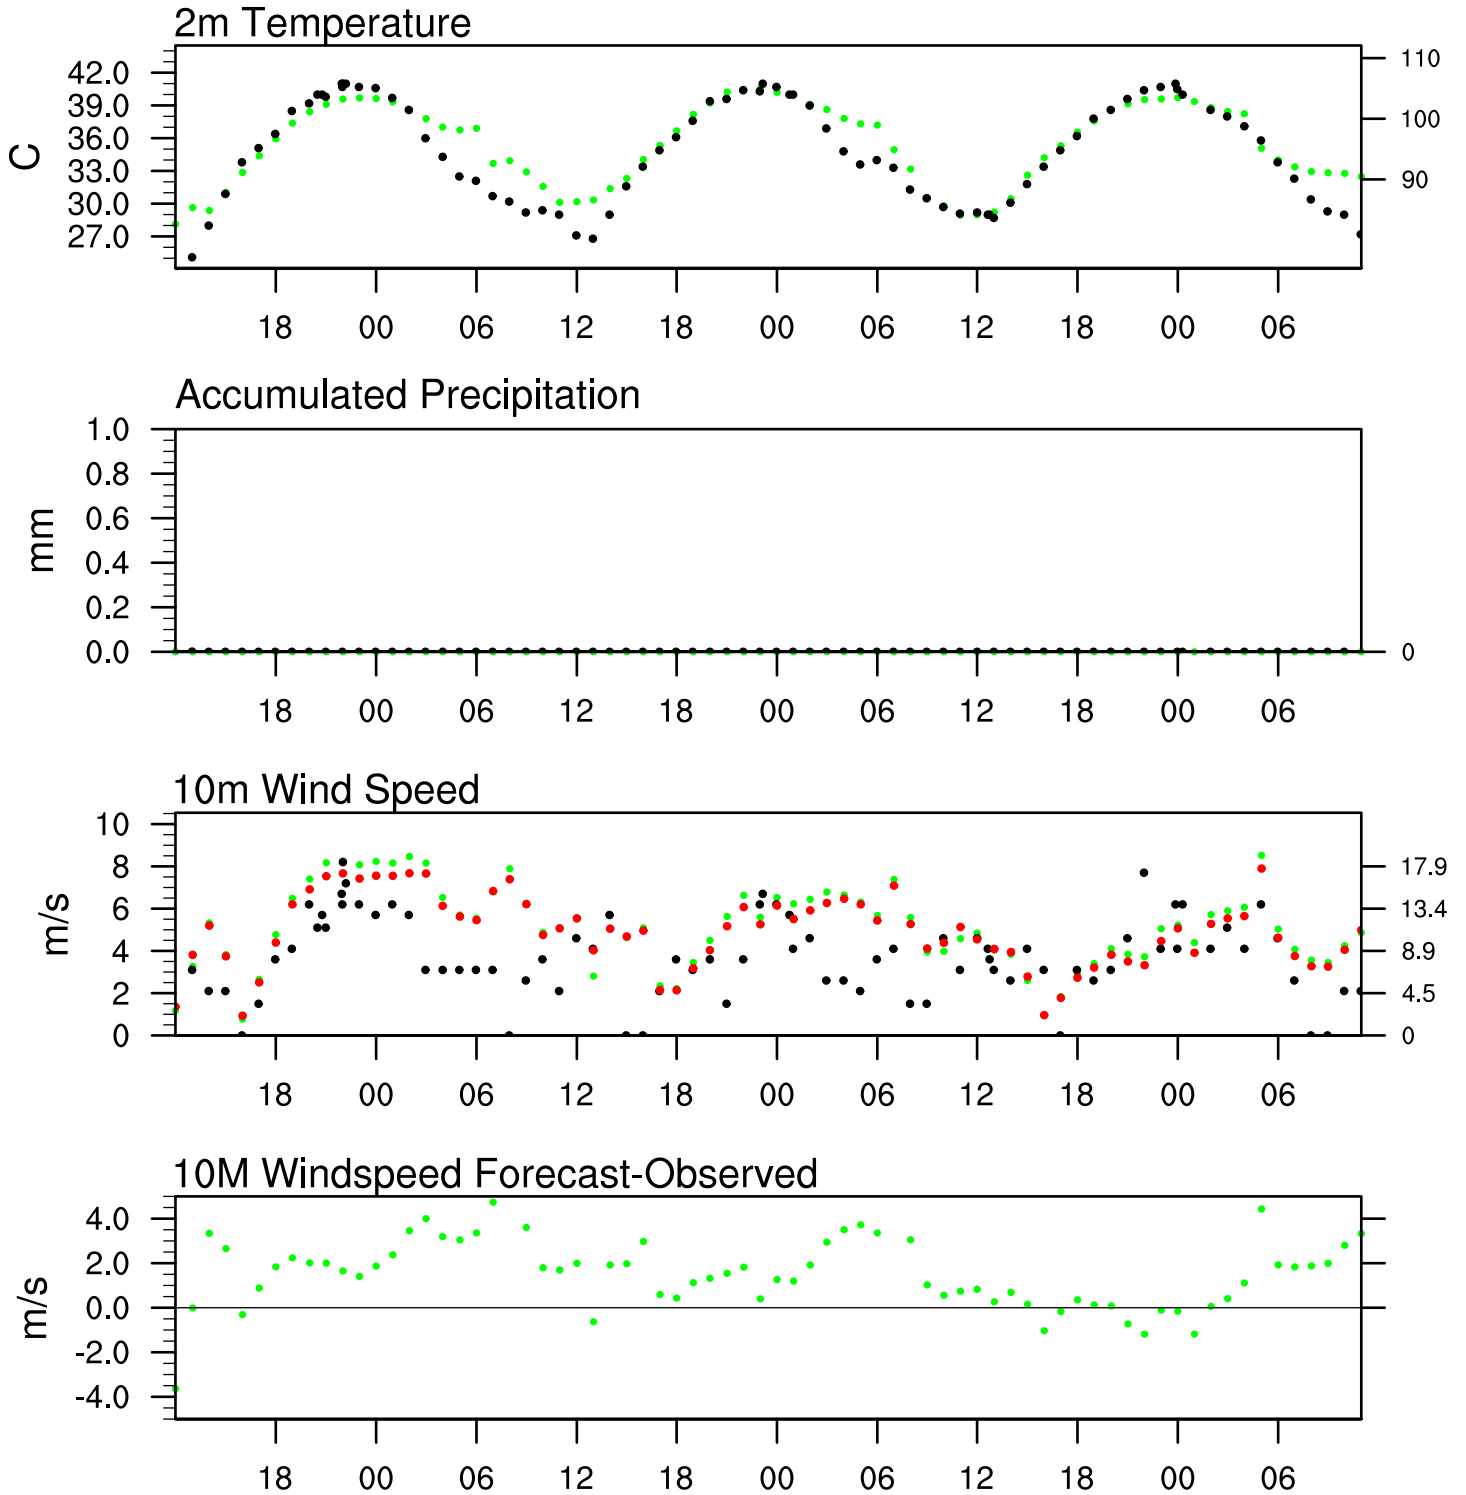 2m Temperature
42.0
39.0
36.0
33.0
30.0
27.0
C
110
100
90
18 00 06 12 18 00 06 12 18 00 06
Accumulated Precipitation
1.0
0.8
0.6
0.4
0.2
0.0
mm
0
18 00 06 12 18 00 06 12 18 00 06
10m Wind Speed
10
8
6
4
2
0
m/s
17.9
13.4
8.9
4.5
0
18 00 06 12 18 00 06 12 18 00 06
10M Windspeed Forecast-Observed
4.0
2.0
0.0
-2.0
-4.0
m/s
18 00 06 12 18 00 06 12 18 00 06